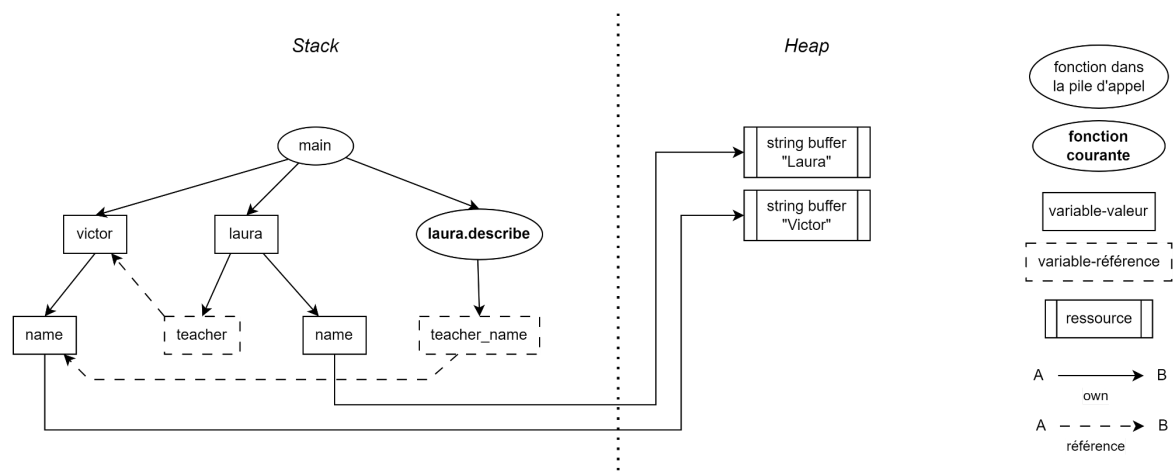 Stack
Heap
main
victor
laura
laura.describe
name
teacher
name
teacher_name
string buffer
"Laura"
string buffer
"Victor"
fonction dans
la pile d'appel
fonction
courante
variable-valeur
variable-référence
ressource
A
B
own
A
B
référence